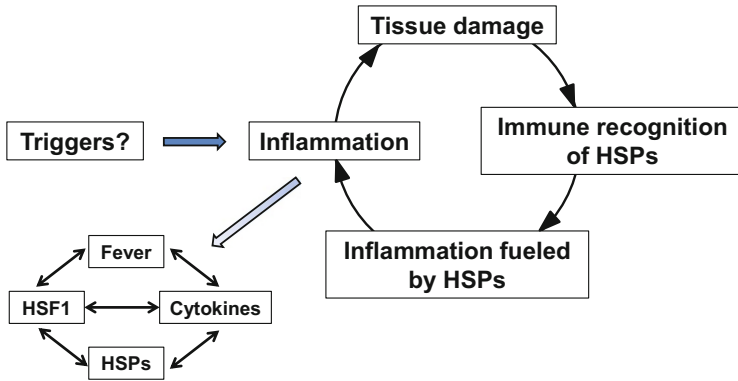 Tissue damage
Triggers?
Inflammation
Immune recognition
of HSPs
Inflammation fueled
by HSPs
Fever
HSF1
Cytokines
HSPs